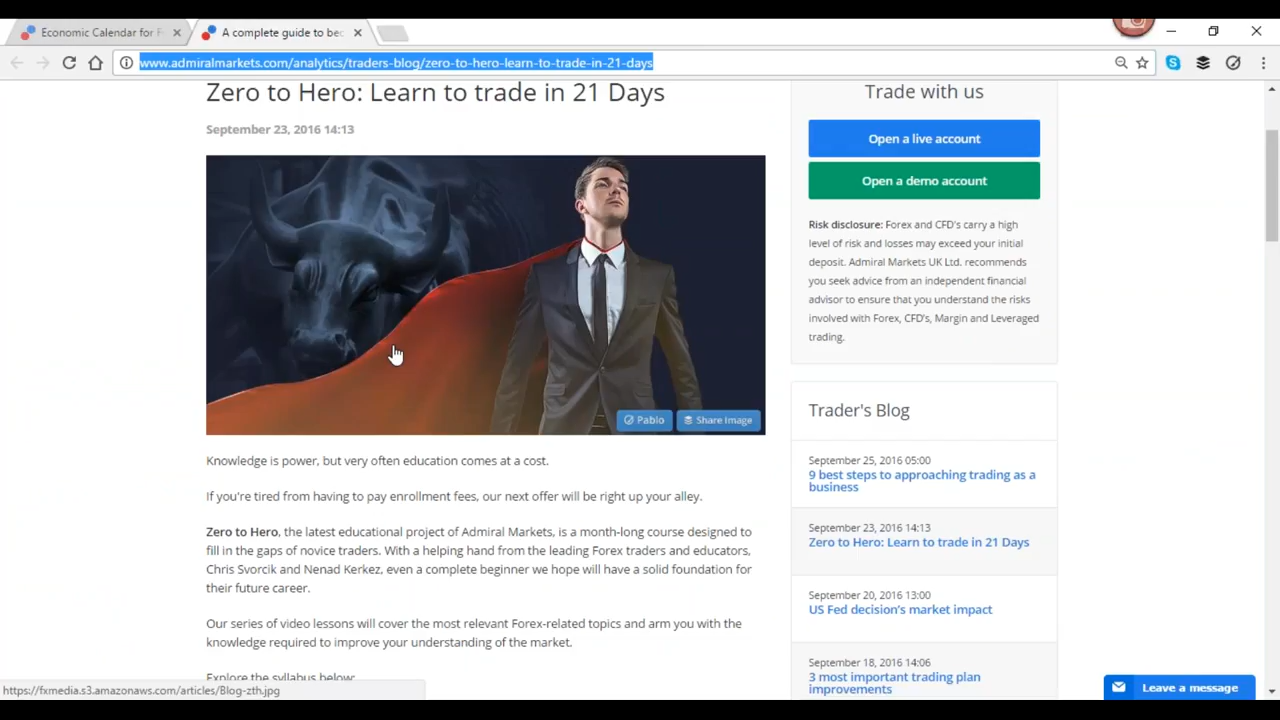 Economic Calendar for F
A complete guide to bec
www.admiralmarkets.com/analytics/traders-blog/zero-to-hero-learn-to-trade-in-21-days
Zero to Hero: Learn to trade in 21 Days
September 23, 2016 14:13
Pablo
Share Image
Knowledge is power, but very often education comes at a cost.
If you're tired from having to pay enrollment fees, our next offer will be right up your alley.
Zero to Hero, the latest educational project of Admiral Markets, is a month-long course designed to
fill in the gaps of novice traders. With a helping hand from the leading Forex traders and educators,
Chris Svorcik and Nenad Kerkez, even a complete beginner we hope will have a solid foundation for
their future career.
Our series of video lessons will cover the most relevant Forex-related topics and arm you with the
knowledge required to improve your understanding of the market.
Explore the syllabus below:
Trade with us
Open a live account
Open a demo account
Risk disclosure: Forex and CFD's carry a high
level of risk and losses may exceed your initial
deposit. Admiral Markets UK Ltd. recommends
you seek advice from an independent financial
advisor to ensure that you understand the risks
involved with Forex, CFD's, Margin and Leveraged
trading.
Trader's Blog
September 25, 2016 05:00
9 best steps to approaching trading as a
business
September 23, 2016 14:13
Zero to Hero: Learn to trade in 21 Days
September 20, 2016 13:00
US Fed decision's market impact
September 18, 2016 14:06
3 most important trading plan
improvements
https://fxmedia.s3.amazonaws.com/articles/Blog-zth.jpg
Leave a message